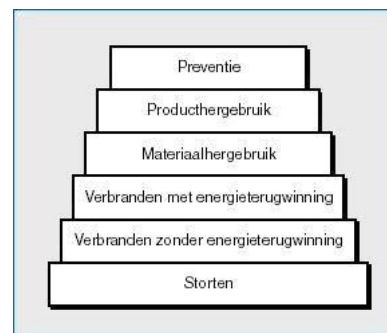 Preventie
Producthergebruik
Materiaalhergebruik
Verbranden met energieterugwinning
Verbranden zonder energieterugwinning
Storten